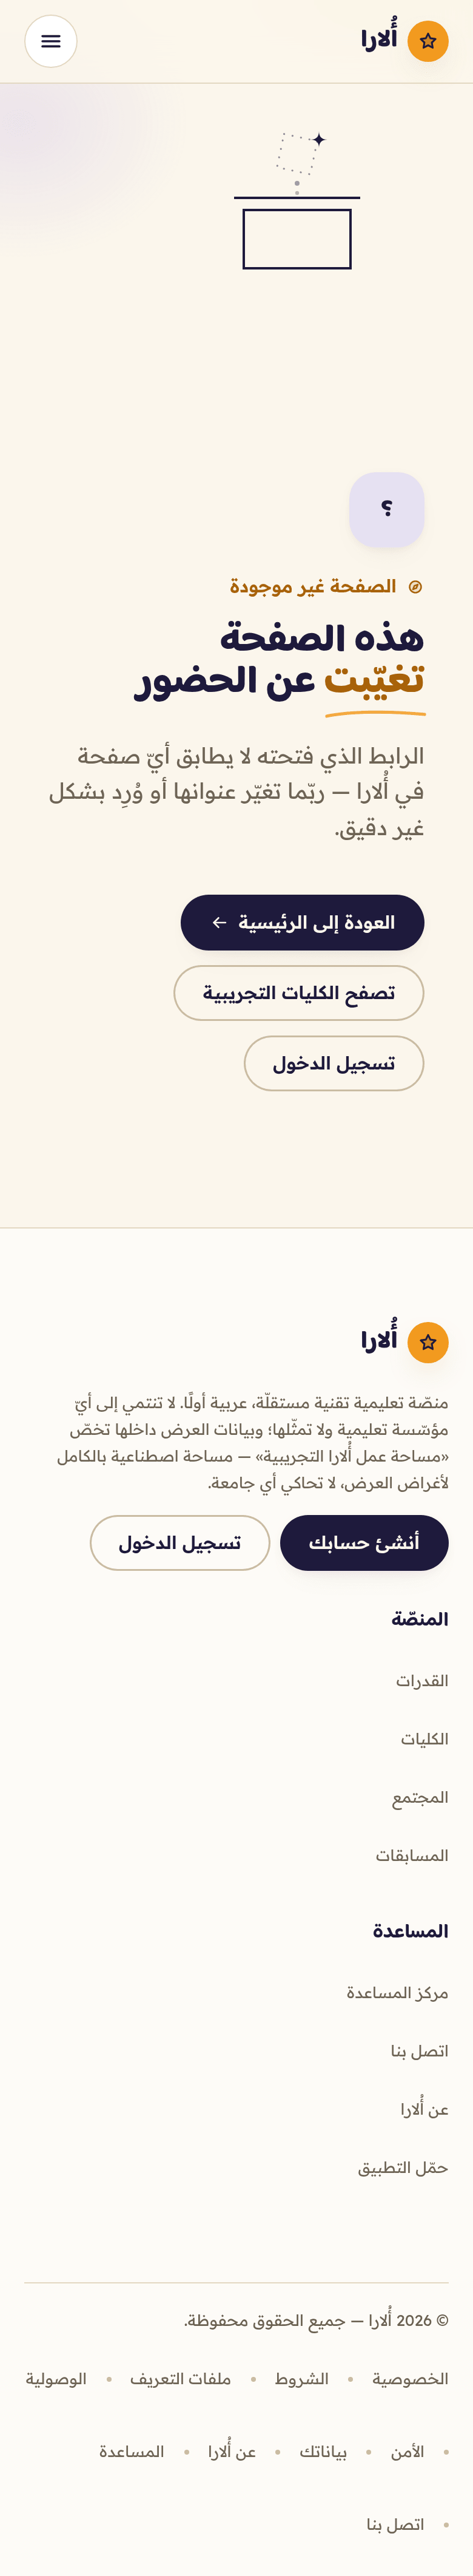 أُلارا
؟
الصفحة غير موجودة
هذه الصفحة
تغيّبت عن الحضور
الرابط الذي فتحته لا يطابق أيّ صفحة
في أُلارا — ربّما تغيّر عنوانها أو وُرِد بشكل
غير دقيق.
العودة إلى الرئيسية
تصفح الكليات التجريبية
تسجيل الدخول
أُلارا
منصّة تعليمية تقنية مستقلّة، عربية أولًا. لا تنتمي إلى أيّ
مؤسّسة تعليمية ولا تمثّلها؛ وبيانات العرض داخلها تخصّ
«مساحة عمل أُلارا التجريبية» — مساحة اصطناعية بالكامل
لأغراض العرض، لا تحاكي أي جامعة.
أنشئ حسابك
تسجيل الدخول
المنصّة
القدرات
الكليات
المجتمع
المسابقات
المساعدة
مركز المساعدة
اتصل بنا
عن أُلارا
حمّل التطبيق
© 2026 أُلارا — جميع الحقوق محفوظة.
الخصوصية • الشروط • ملفات التعريف • الوصولية
• الأمن • بياناتك • عن أُلارا • المساعدة
• اتصل بنا